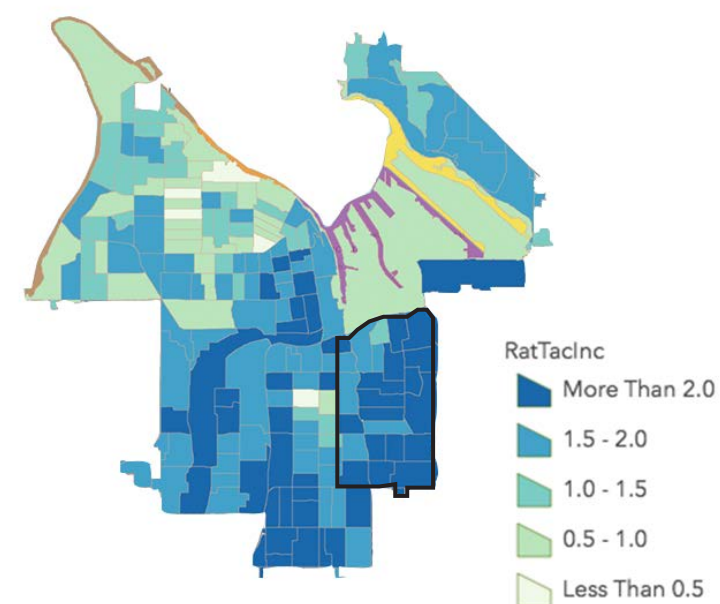 RatTacInc
More Than 2.0
1.5 - 2.0
1.0 - 1.5
0.5 - 1.0
Less Than 0.5